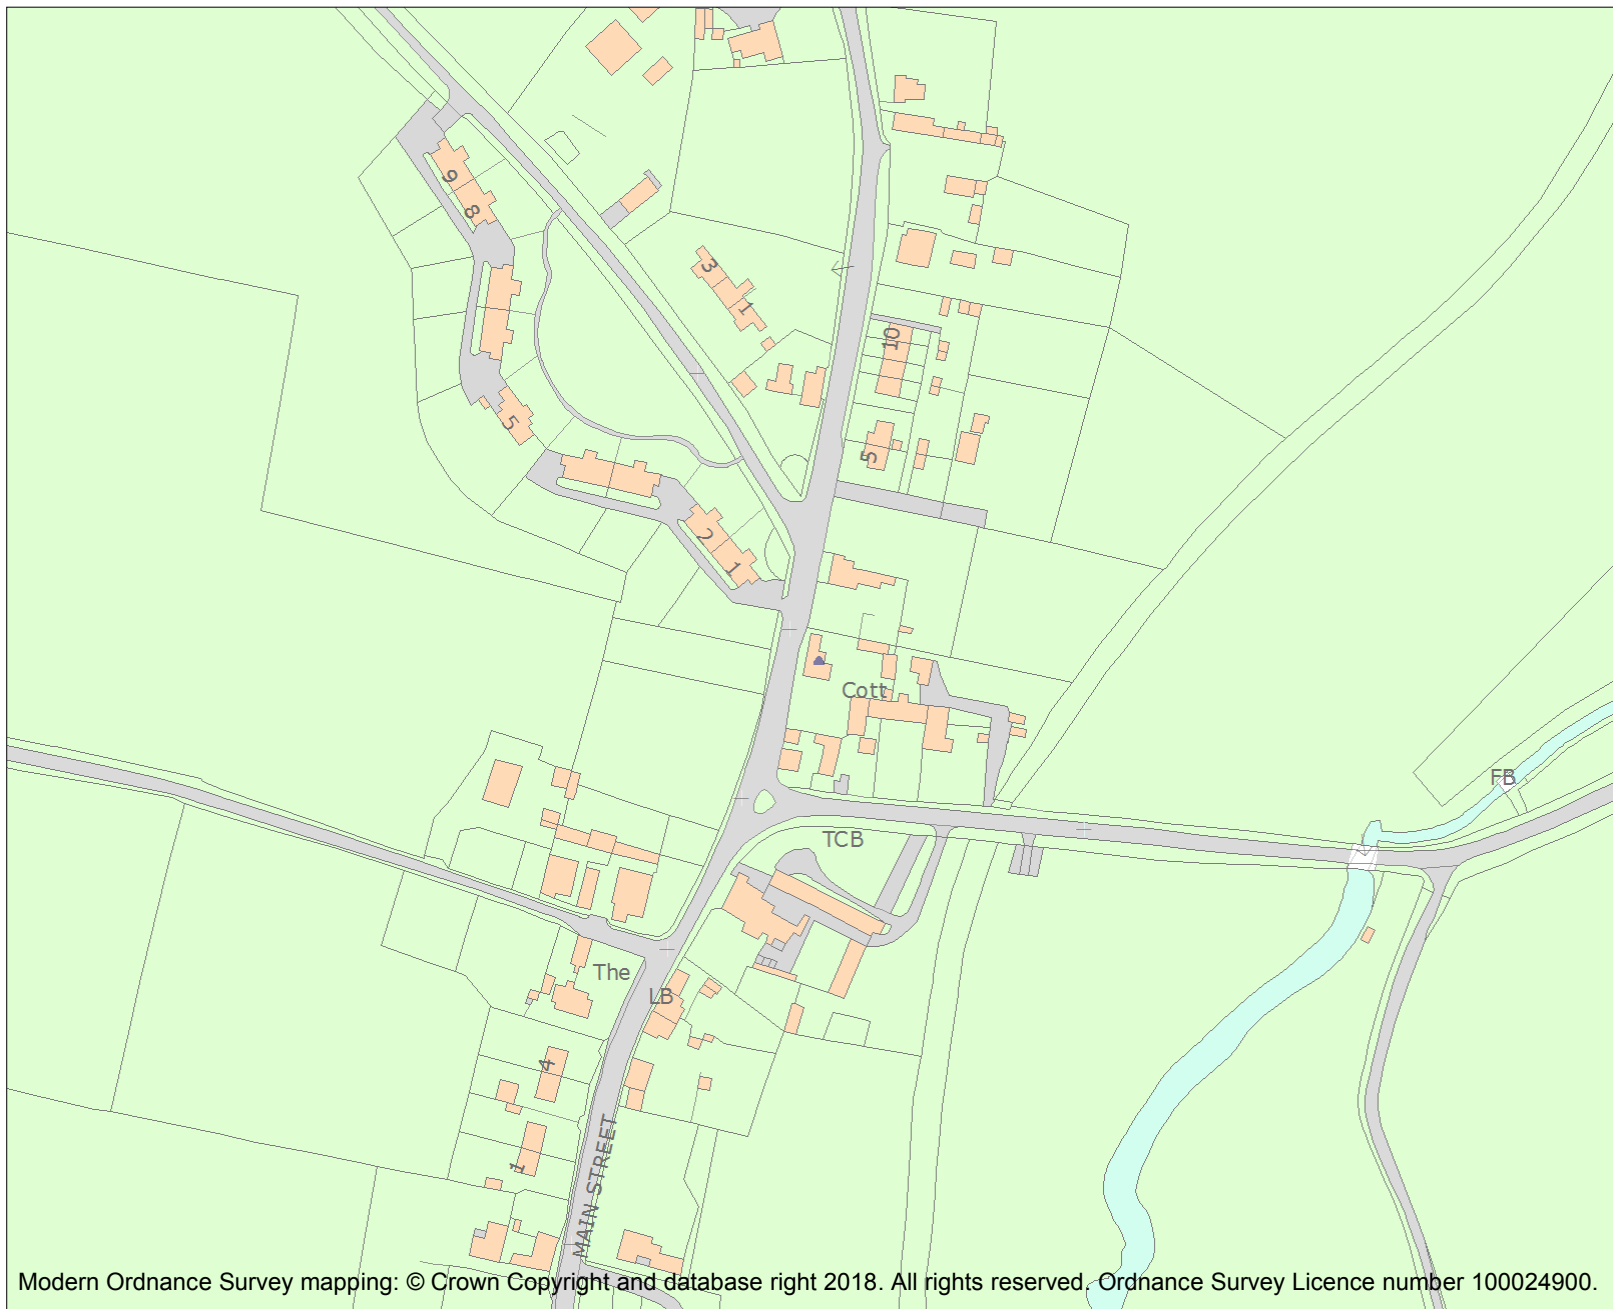 9
8
3
1
10
5
5
2
1
Cott
FB
TCB
The
LB
4
1
MAIN STREET
Modern Ordnance Survey mapping: © Crown Copyright and database right 2018. All rights reserved. Ordnance Survey Licence number 100024900.